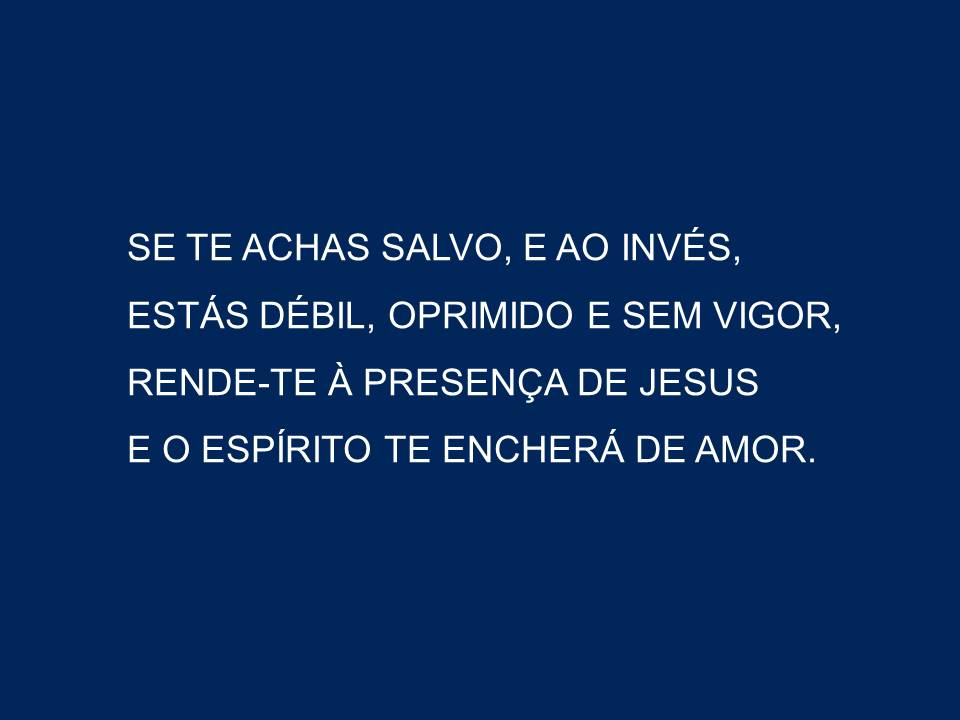 SE TE ACHAS SALVO, E AO INVÉS,
ESTÁS DÉBIL, OPRIMIDO E SEM VIGOR,
RENDE-TE À PRESENÇA DE JESUS
E O ESPÍRITO TE ENCHERÁ DE AMOR.